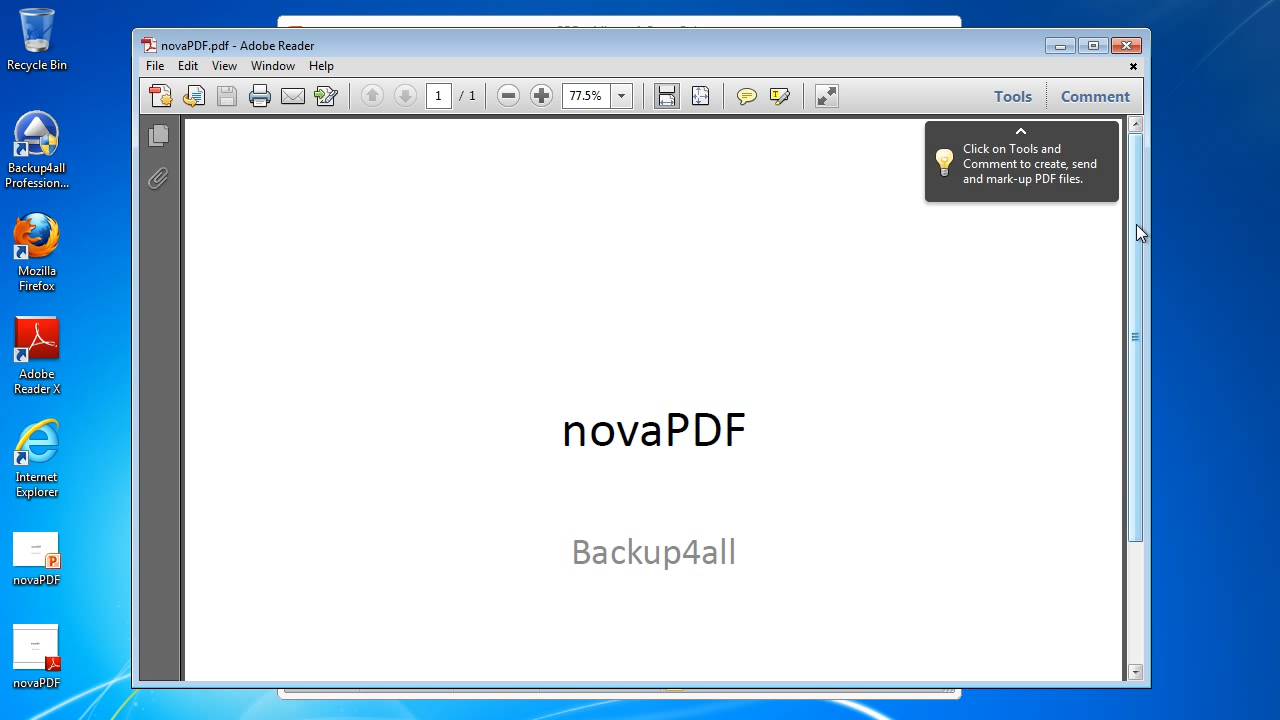 Recycle Bin
Backup4all
Profession...
Mozilla
Firefox
Adobe
Reader X
Internet
Explorer
novaPDF
novaPDF
novaPDF.pdf - Adobe Reader
File Edit View Window Help
1 / 1 77.5% Tools Comment
Click on Tools and
Comment to create, send
and mark-up PDF files.
novaPDF
Backup4all